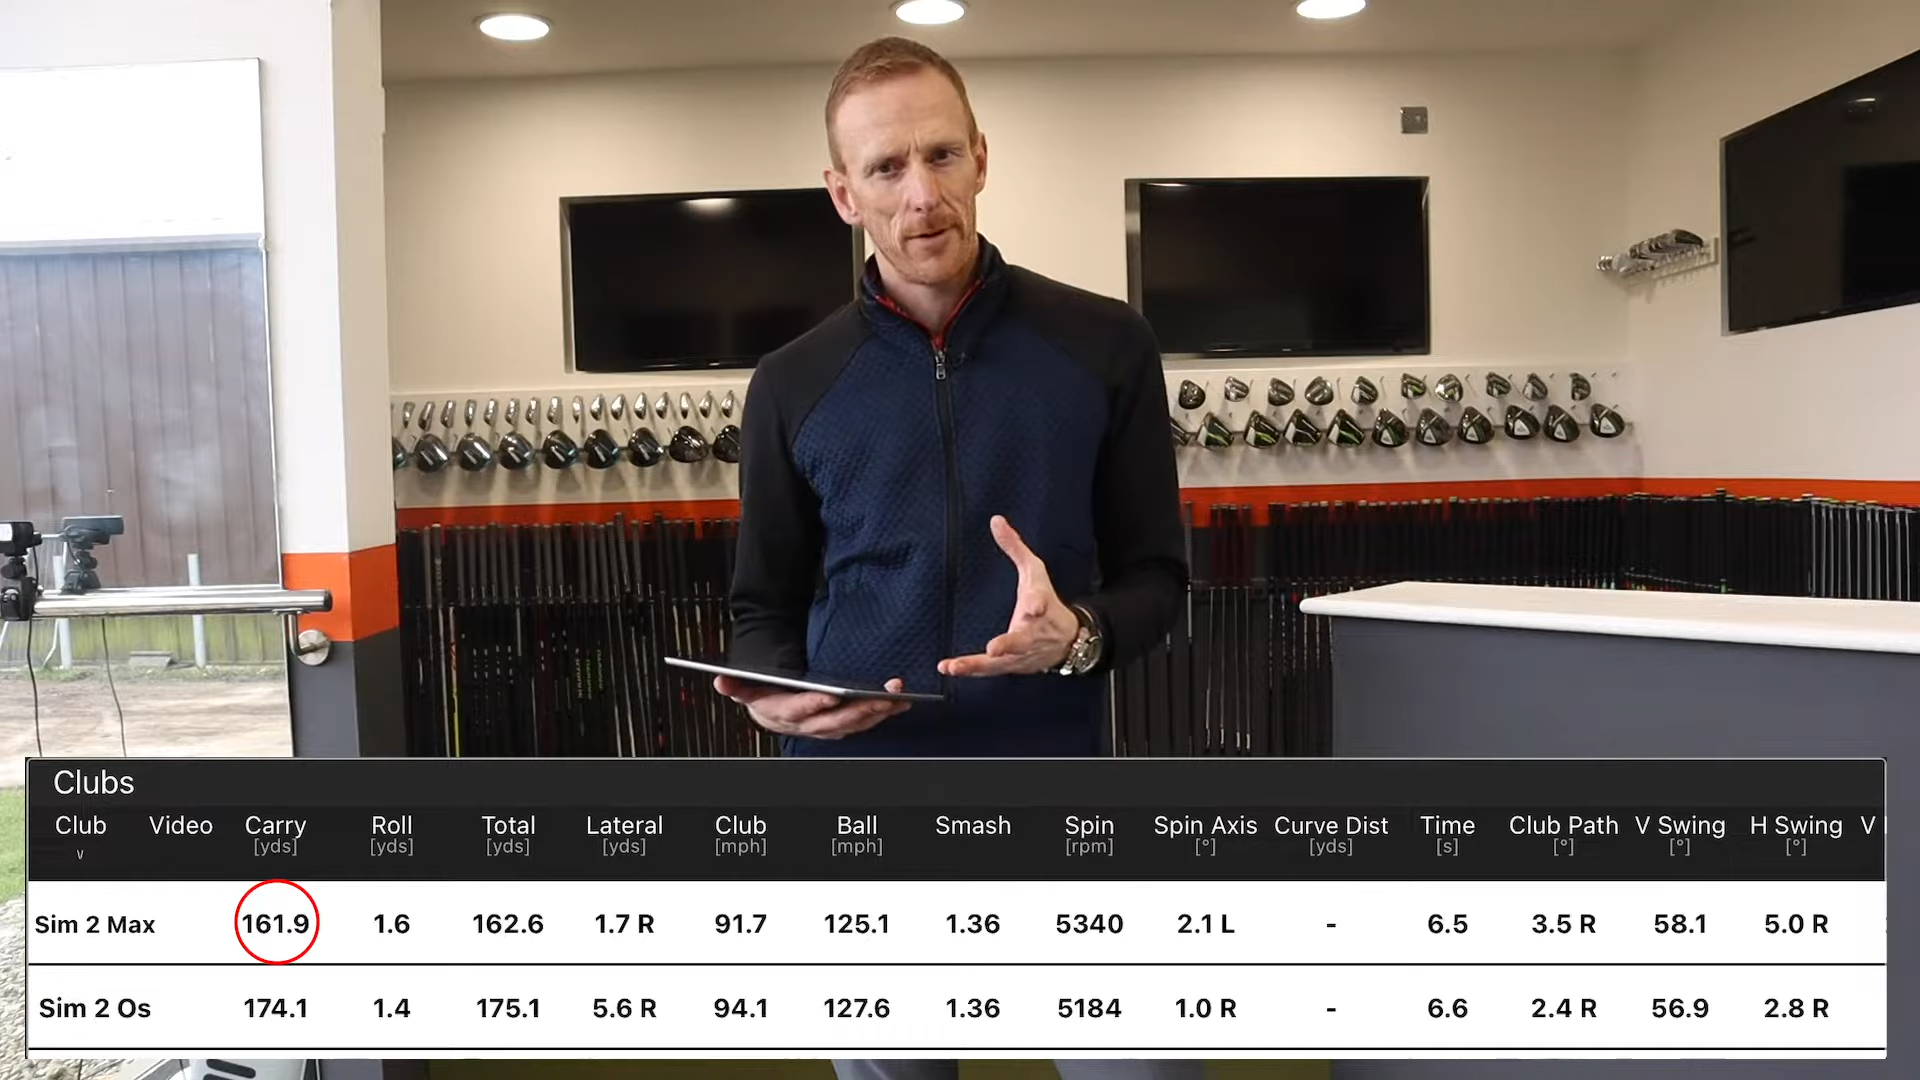 Clubs
Club Video Carry Roll Total Lateral Club Ball Smash Spin Spin Axis Curve Dist Time Club Path V Swing H Swing V
v [yds] [yds] [yds] [yds] [mph] [mph] [rpm] [°] [yds] [s] [°] [°] [°]
Sim 2 Max 161.9 1.6 162.6 1.7 R 91.7 125.1 1.36 5340 2.1 L - 6.5 3.5 R 58.1 5.0 R
Sim 2 Os 174.1 1.4 175.1 5.6 R 94.1 127.6 1.36 5184 1.0 R - 6.6 2.4 R 56.9 2.8 R